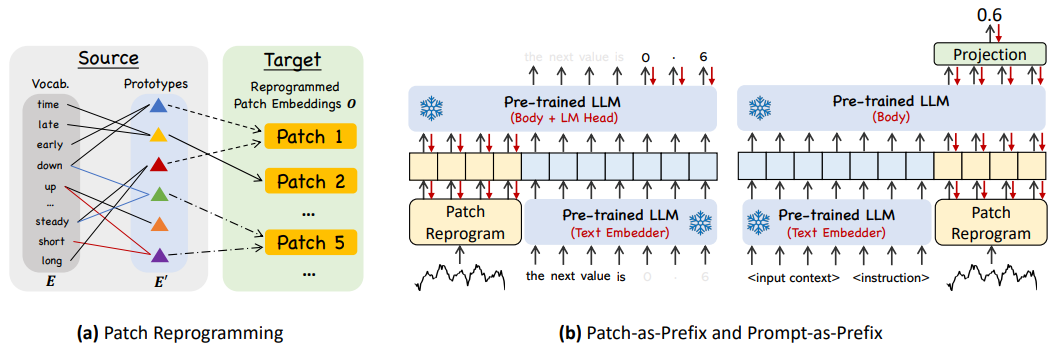 Source
Vocab.
Prototypes
time
late
early
down
up
...
steady
short
long
E
E'
Target
Reprogrammed
Patch Embeddings O
Patch 1
Patch 2
...
Patch 5
...
(a) Patch Reprogramming
the next value is 0 . 6
Pre-trained LLM
(Body + LM Head)
Patch
Reprogram
Pre-trained LLM
(Text Embedder)
the next value is 0 . 6
0.6
Projection
Pre-trained LLM
(Body)
Pre-trained LLM
(Text Embedder)
Patch
Reprogram
<input context> <instruction>
(b) Patch-as-Prefix and Prompt-as-Prefix